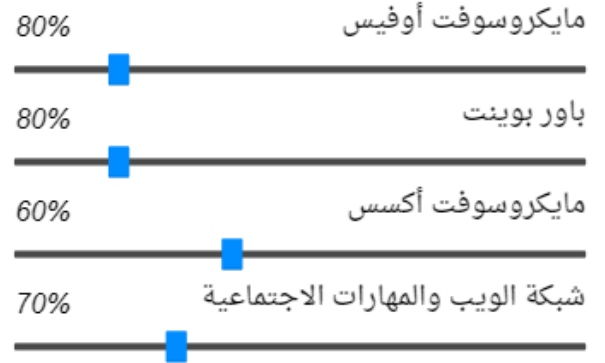 مايكروسوفت أوفيس 80%
باور بوينت 80%
مايكروسوفت أكسس 60%
شبكة الويب والمهارات الاجتماعية 70%